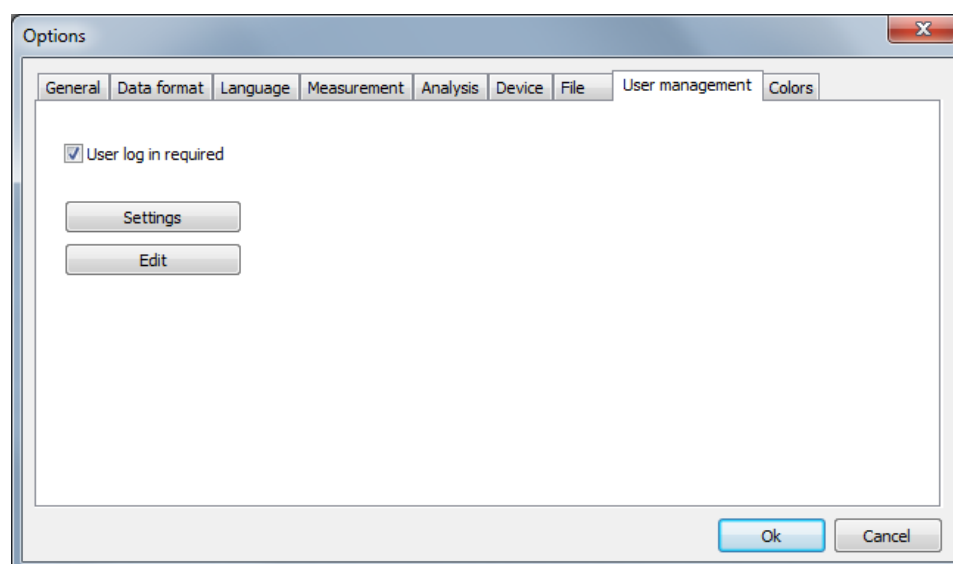 Options
General Data format Language Measurement Analysis Device File User management Colors
User log in required
Settings
Edit
Ok Cancel